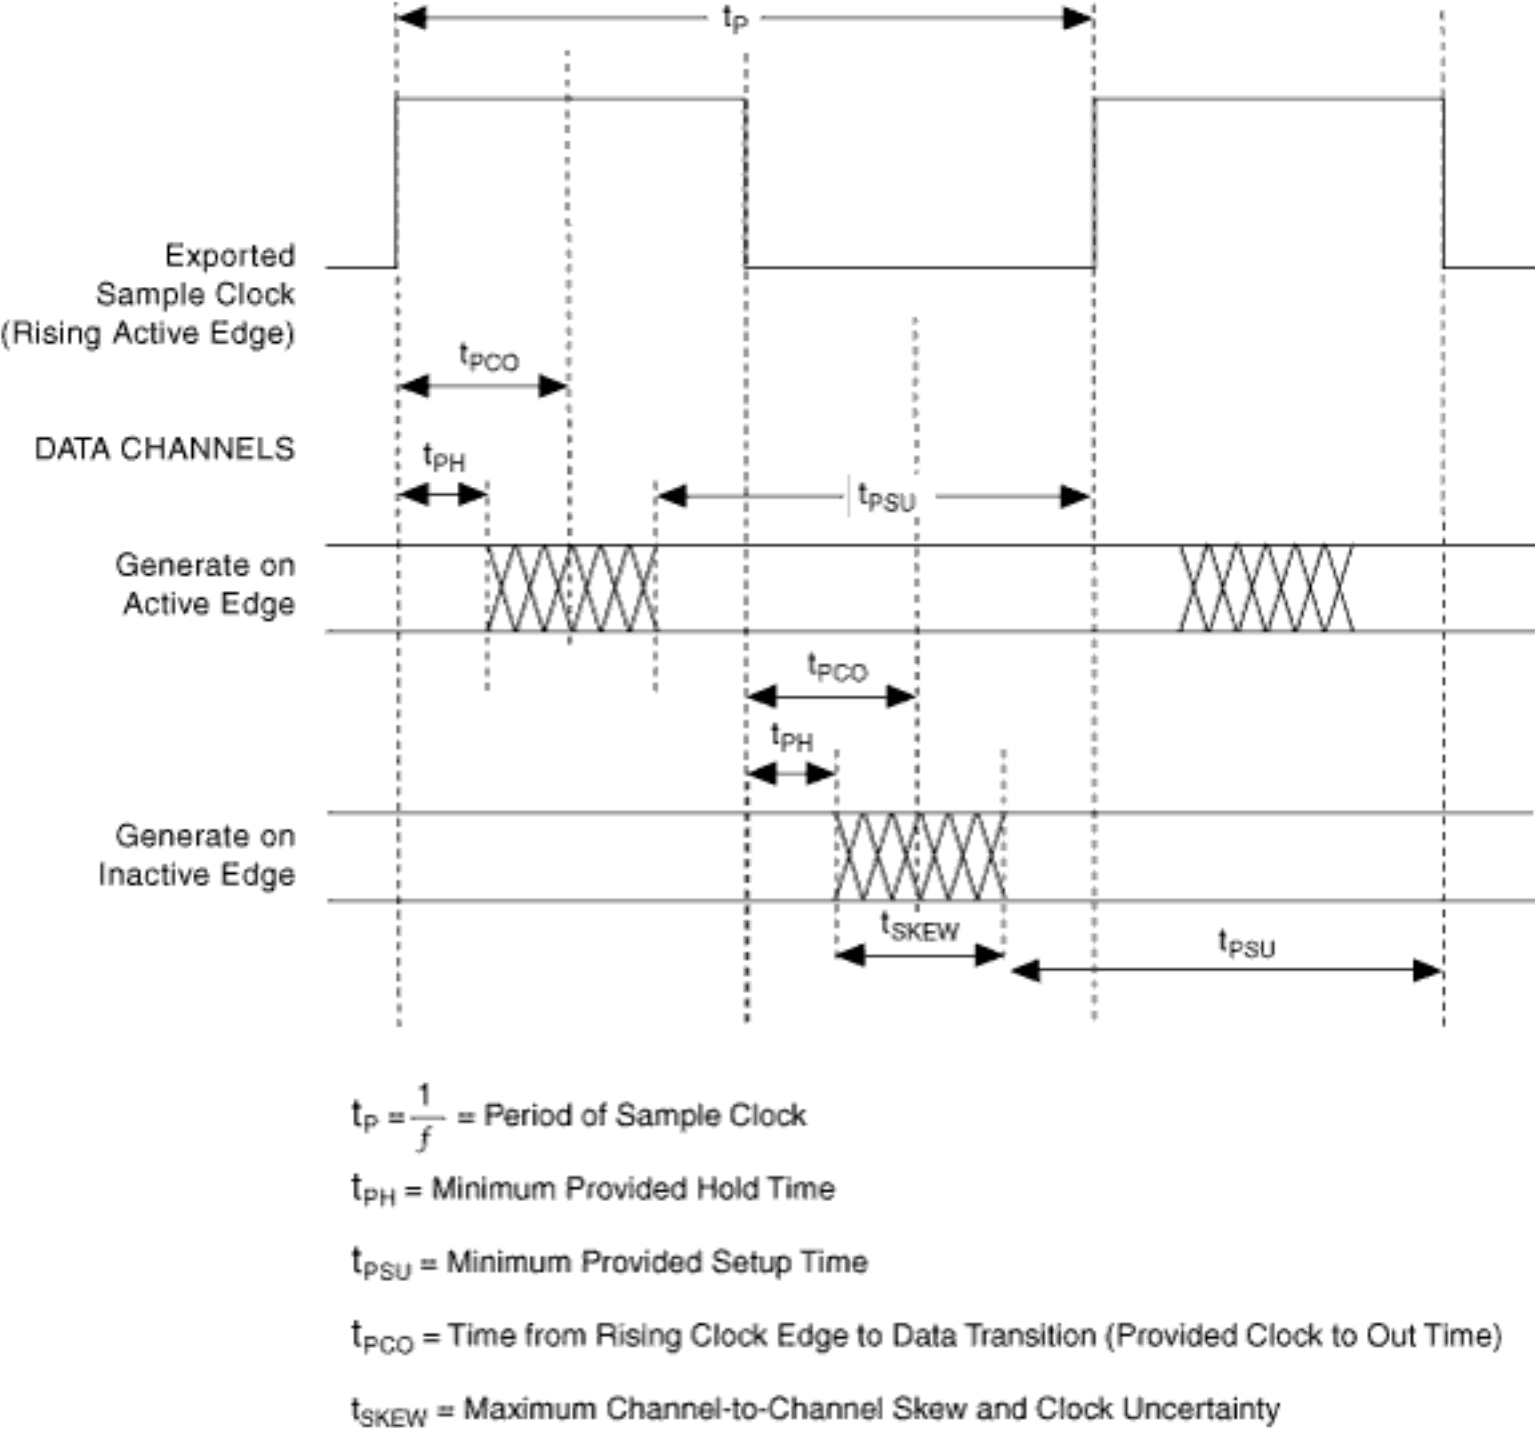 tP
Exported
Sample Clock
(Rising Active Edge)
tPCO
DATA CHANNELS
tPH
tPSU
Generate on
Active Edge
tPCO
tPH
Generate on
Inactive Edge
tSKEW
tPSU
tP = 1/f = Period of Sample Clock
tPH = Minimum Provided Hold Time
tPSU = Minimum Provided Setup Time
tPCO = Time from Rising Clock Edge to Data Transition (Provided Clock to Out Time)
tSKEW = Maximum Channel-to-Channel Skew and Clock Uncertainty